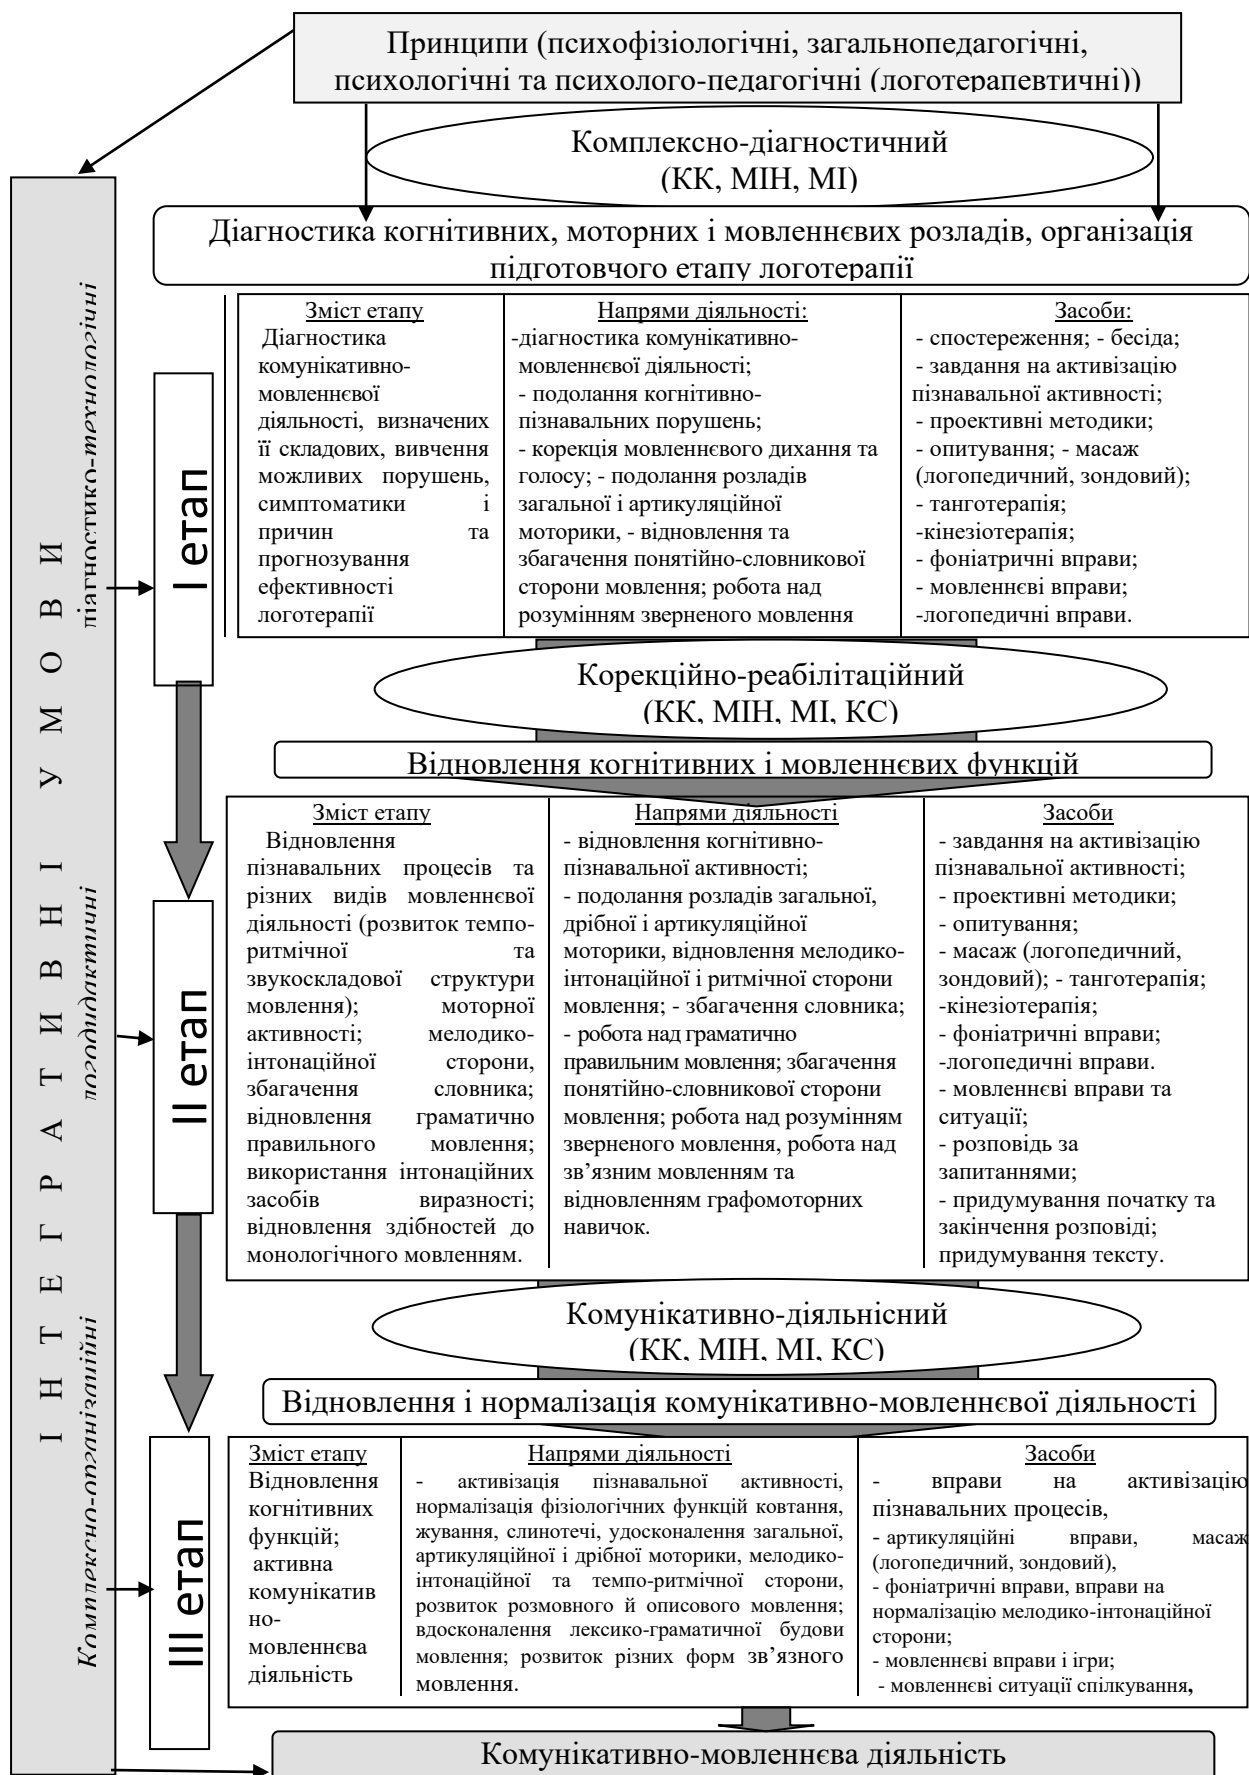 Принципи (психофізіологічні, загальнопедагогічні,
психологічні та психолого-педагогічні (логотерапевтичні))
Комплексно-діагностичний
(КК, МІН, МІ)
Діагностика когнітивних, моторних і мовленнєвих розладів, організація
підготовчого етапу логотерапії
ІНТЕГРАТИВНІ УМОВИ
діагностико-технологічні
логодидактичні
Комплексно-організаційні
І етап
Зміст етапу
Діагностика
комунікативно-
мовленнєвої
діяльності, визначених
її складових, вивчення
можливих порушень,
симптоматики і
причин та
прогнозування
ефективності
логотерапії
Напрями діяльності:
-діагностика комунікативно-
мовленнєвої діяльності;
- подолання когнітивно-
пізнавальних порушень;
- корекція мовленнєвого дихання та
голосу; - подолання розладів
загальної і артикуляційної
моторики, - відновлення та
збагачення понятійно-словникової
сторони мовлення; робота над
розумінням зверненого мовлення
Засоби:
- спостереження; - бесіда;
- завдання на активізацію
пізнавальної активності;
- проективні методики;
- опитування; - масаж
(логопедичний, зондовий);
- танготерапія;
-кінезіотерапія;
- фоніатричні вправи;
- мовленнєві вправи;
-логопедичні вправи.
Корекційно-реабілітаційний
(КК, МІН, МІ, КС)
Відновлення когнітивних і мовленнєвих функцій
ІІ етап
Зміст етапу
Відновлення
пізнавальних процесів та
різних видів мовленнєвої
діяльності (розвиток темпо-
ритмічної та
звукоскладової структури
мовлення); моторної
активності; мелодико-
інтонаційної сторони,
збагачення словника;
відновлення граматично
правильного мовлення;
використання інтонаційних
засобів виразності;
відновлення здібностей до
монологічного мовленням.
Напрями діяльності
- відновлення когнітивно-
пізнавальної активності;
- подолання розладів загальної,
дрібної і артикуляційної
моторики, відновлення мелодико-
інтонаційної і ритмічної сторони
мовлення; - збагачення словника;
- робота над граматично
правильним мовлення; збагачення
понятійно-словникової сторони
мовлення; робота над розумінням
зверненого мовлення, робота над
зв’язним мовленням та
відновленням графомоторних
навичок.
Засоби
- завдання на активізацію
пізнавальної активності;
- проективні методики;
- опитування;
- масаж (логопедичний,
зондовий); - танготерапія;
-кінезіотерапія;
- фоніатричні вправи;
-логопедичні вправи.
- мовленнєві вправи та
ситуації;
- розповідь за
запитаннями;
- придумування початку та
закінчення розповіді;
придумування тексту.
Комунікативно-діяльнісний
(КК, МІН, МІ, КС)
Відновлення і нормалізація комунікативно-мовленнєвої діяльності
ІІІ етап
Зміст етапу
Відновлення
когнітивних
функцій;
активна
комунікатив
но-
мовленнєва
діяльність
Напрями діяльності
- активізація пізнавальної активності,
нормалізація фізіологічних функцій ковтання,
жування, слинотечі, удосконалення загальної,
артикуляційної і дрібної моторики, мелодико-
інтонаційної та темпо-ритмічної сторони,
розвиток розмовного й описового мовлення;
вдосконалення лексико-граматичної будови
мовлення; розвиток різних форм зв’язного
мовлення.
Засоби
- вправи на активізацію
пізнавальних процесів,
- артикуляційні вправи, масаж
(логопедичний, зондовий),
- фоніатричні вправи, вправи на
нормалізацію мелодико-інтонаційної
сторони;
- мовленнєві вправи і ігри;
- мовленнєві ситуації спілкування,
Комунікативно-мовленнєва діяльність